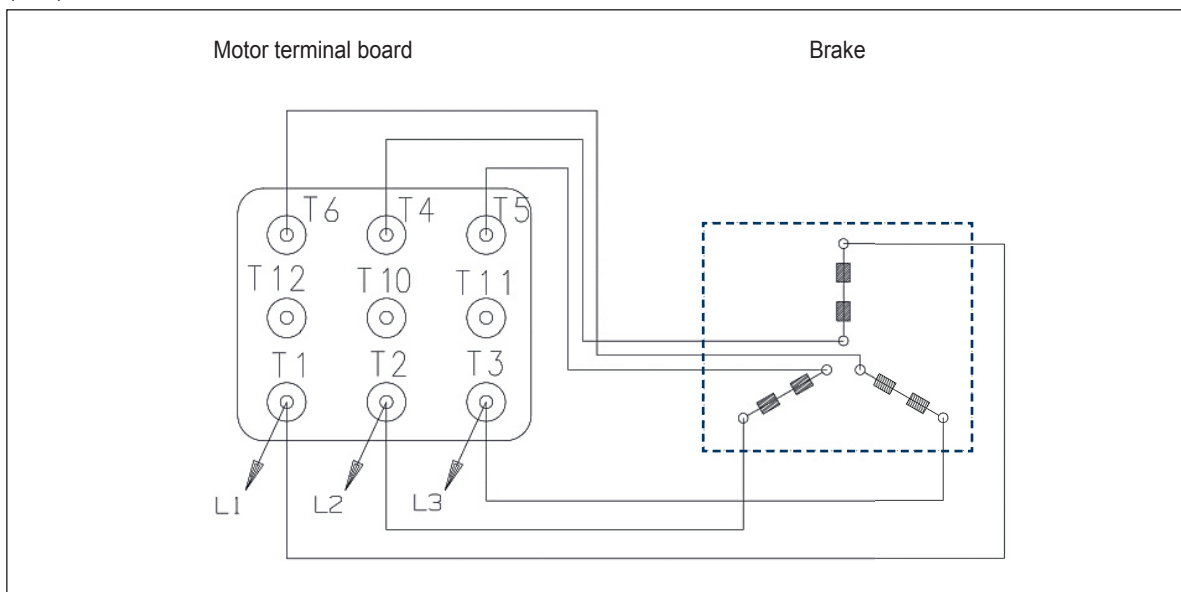 Motor terminal board Brake
T6 T4 T5
T12 T10 T11
T1 T2 T3
L1 L2 L3